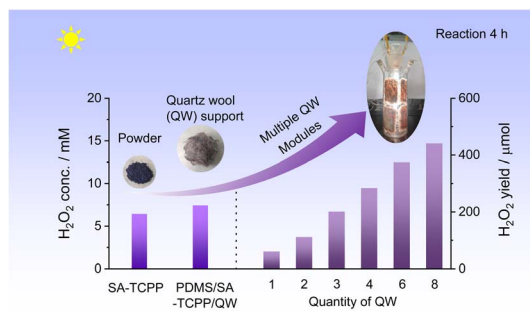 Reaction 4 h
Quartz wool
(QW) support
Powder
Multiple QW
Modules
H₂O₂ conc. / mM
20
15
10
5
0
600
400
200
0
H₂O₂ yield / μmol
SA-TCPP
PDMS/SA
-TCPP/QW
1 2 3 4 6 8
Quantity of QW